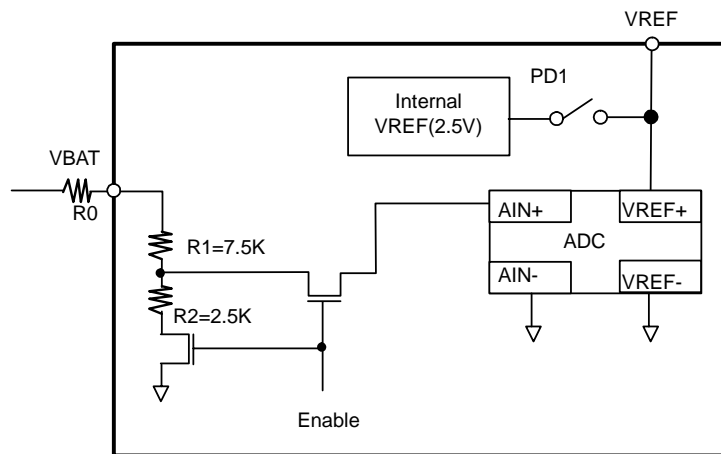 VREF
PD1
Internal
VREF(2.5V)
VBAT
R0
R1=7.5K
R2=2.5K
AIN+
VREF+
ADC
AIN-
VREF-
Enable